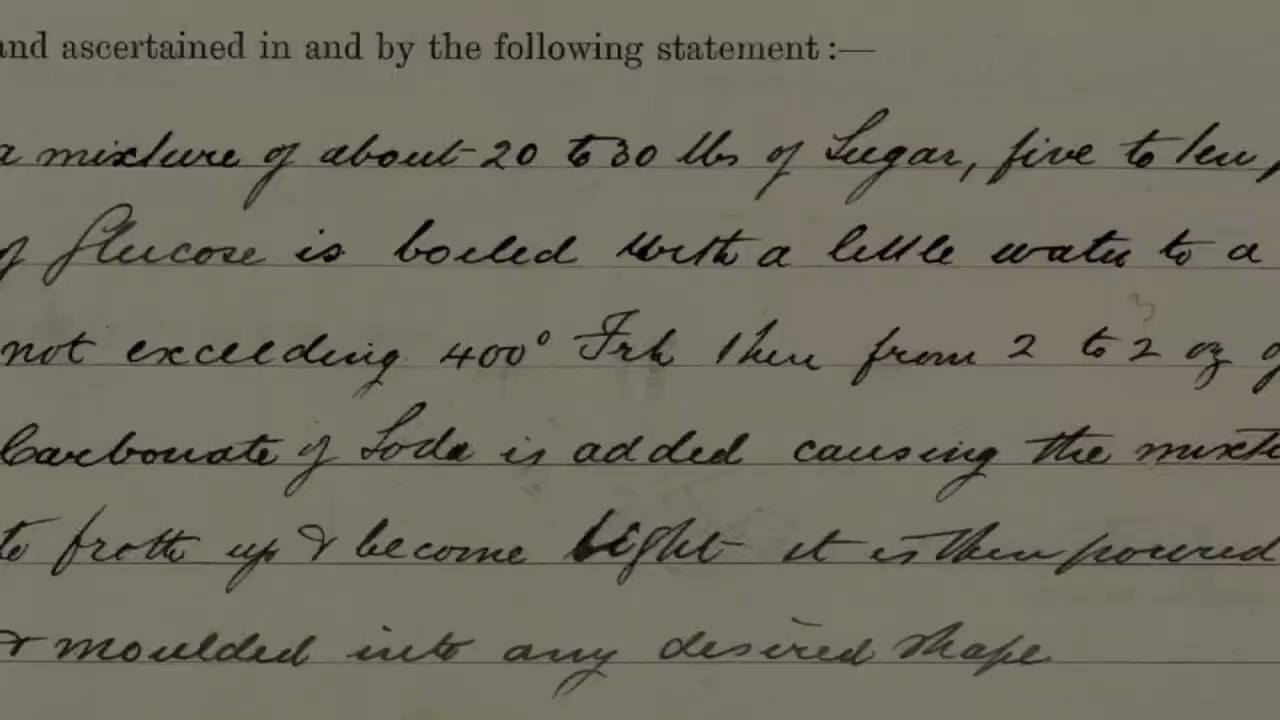 and ascertained in and by the following statement :—
a mixture of about 20 to 30 lbs of Sugar, five to ten
of Glucose is boiled with a little water to a
not exceeding 400° Frh then from 2 to 2 oz of
Carbonate of Soda is added causing the mixt
to froth up & become light it is then poured
& moulded into any desired shape